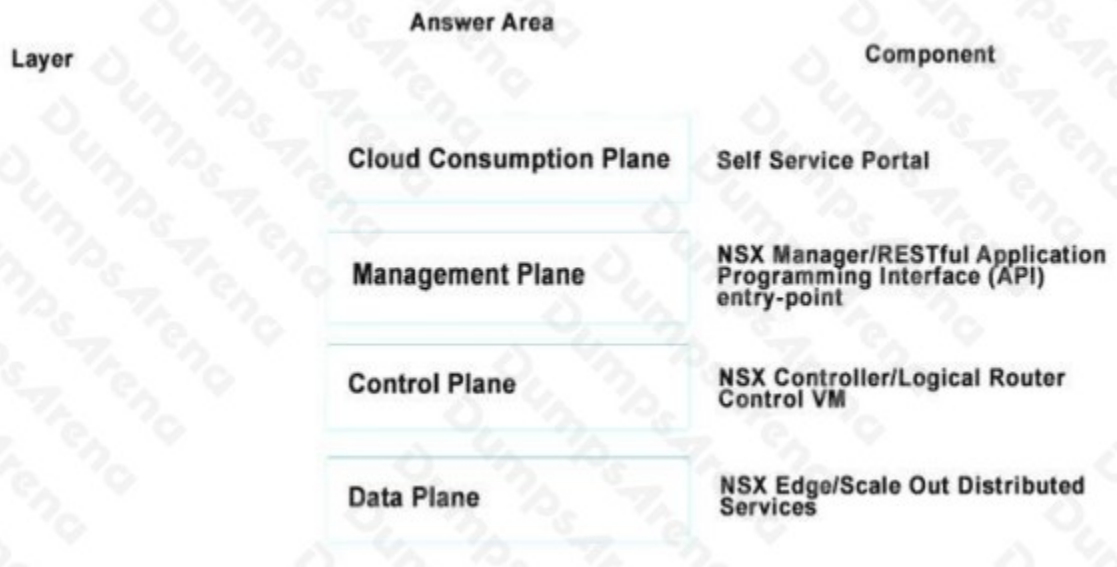 Answer Area
Layer
Component
Cloud Consumption Plane
Self Service Portal
Management Plane
NSX Manager/RESTful Application
Programming Interface (API)
entry-point
Control Plane
NSX Controller/Logical Router
Control VM
Data Plane
NSX Edge/Scale Out Distributed
Services
DumpsArena